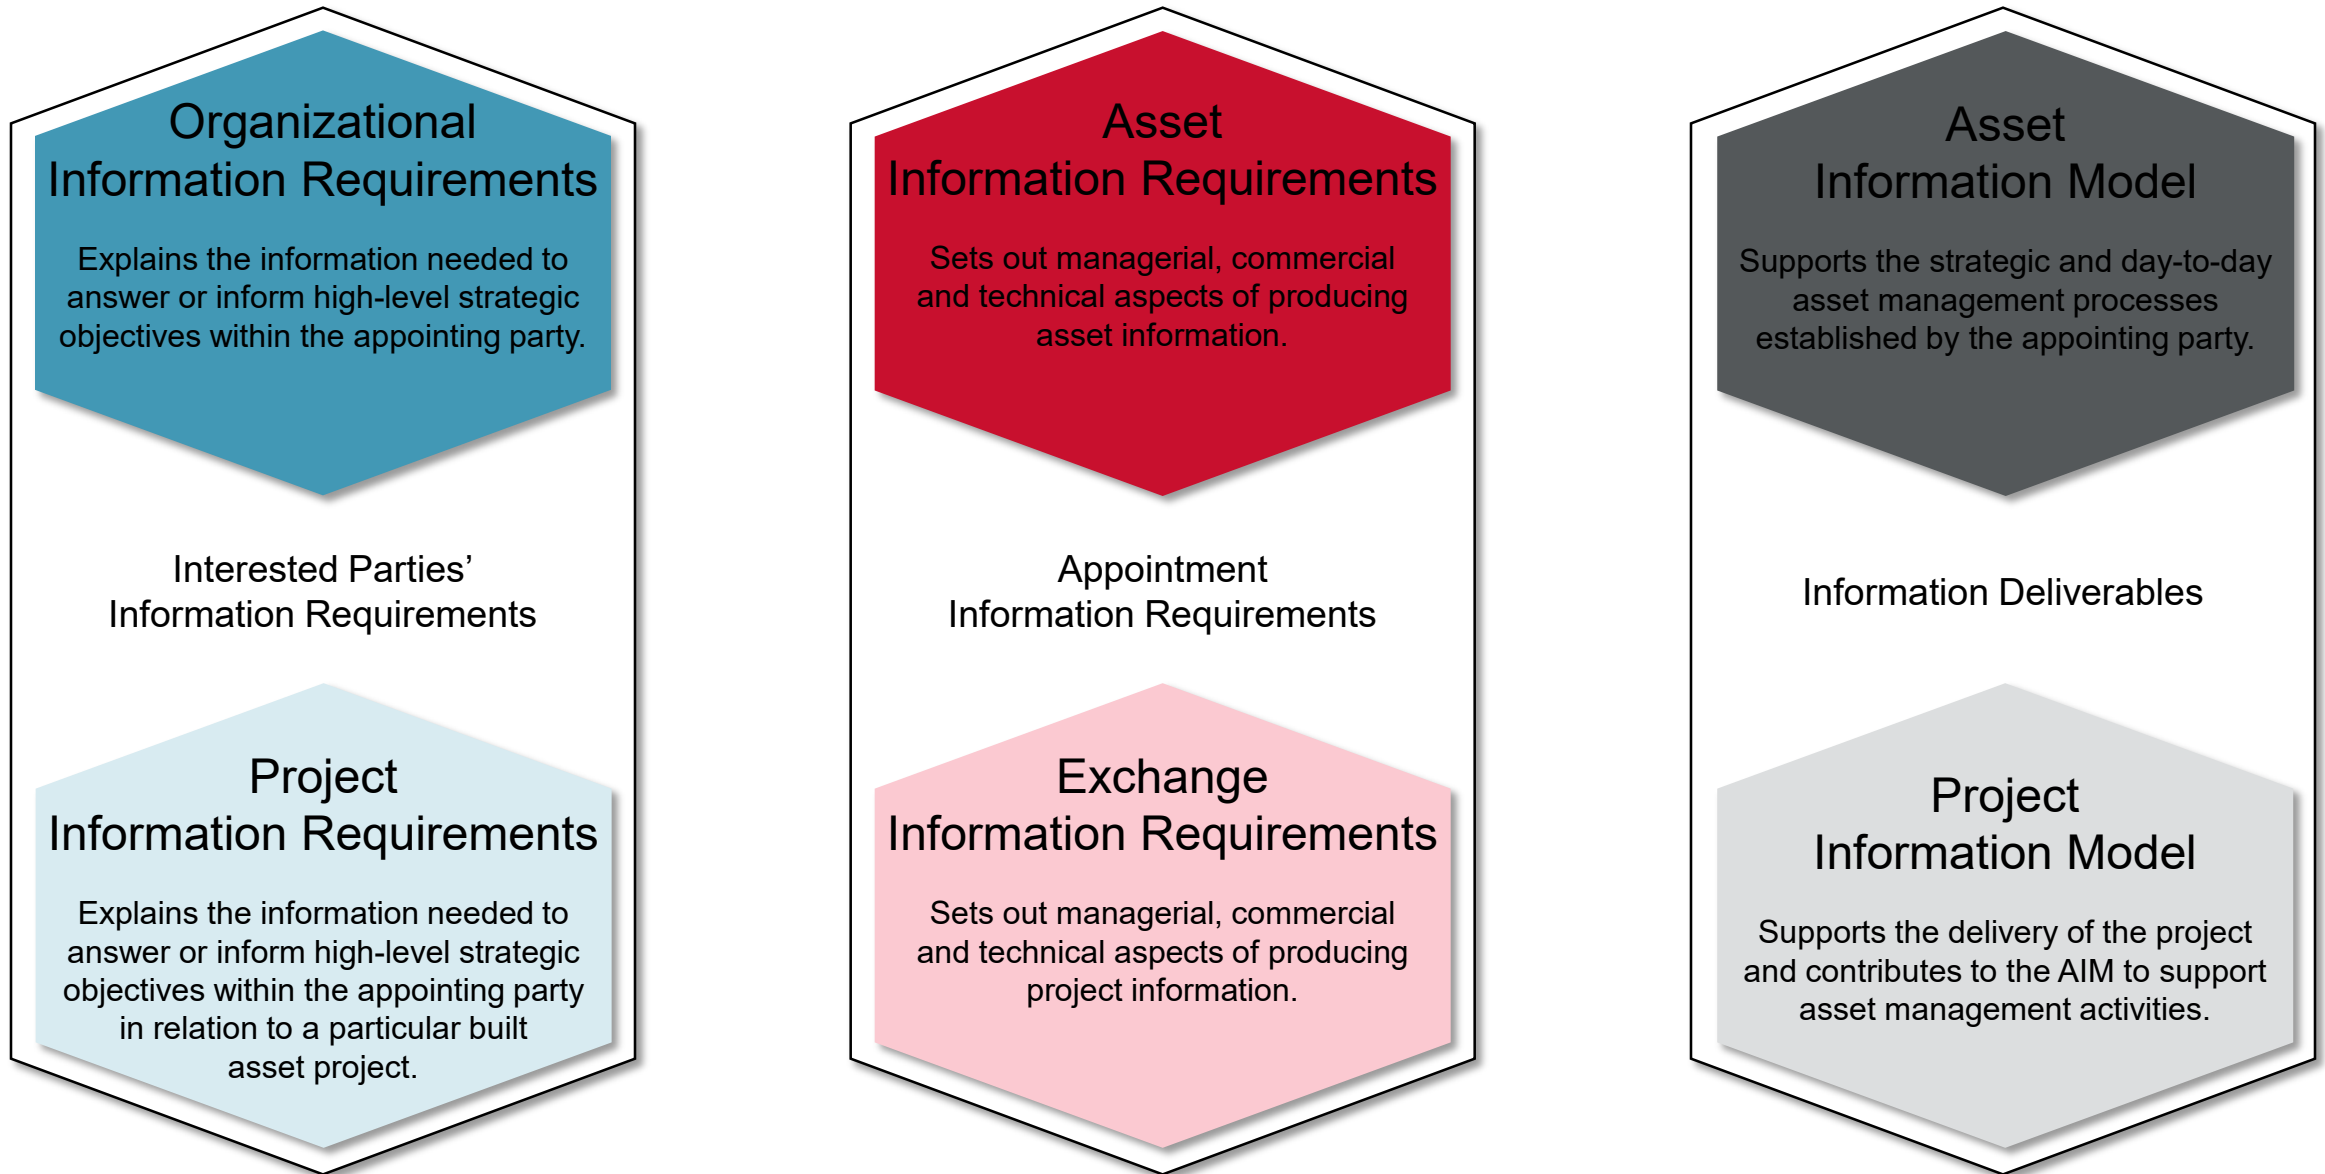 Organizational
Information Requirements
Explains the information needed to
answer or inform high-level strategic
objectives within the appointing party.
Interested Parties’
Information Requirements
Project
Information Requirements
Explains the information needed to
answer or inform high-level strategic
objectives within the appointing party
in relation to a particular built
asset project.
Asset
Information Requirements
Sets out managerial, commercial
and technical aspects of producing
asset information.
Appointment
Information Requirements
Exchange
Information Requirements
Sets out managerial, commercial
and technical aspects of producing
project information.
Asset
Information Model
Supports the strategic and day-to-day
asset management processes
established by the appointing party.
Information Deliverables
Project
Information Model
Supports the delivery of the project
and contributes to the AIM to support
asset management activities.